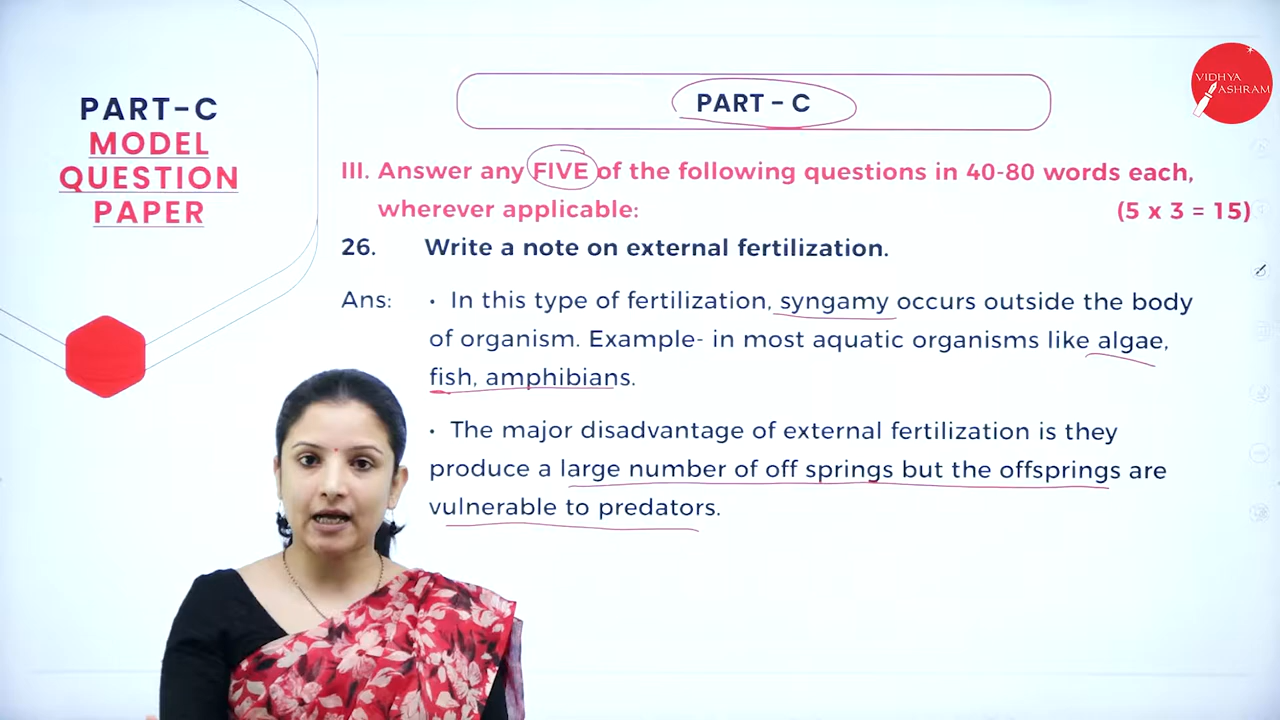 PART-C
MODEL
QUESTION
PAPER
VIDHYA
ASHRAM
PART - C
III. Answer any FIVE of the following questions in 40-80 words each,
wherever applicable: (5 x 3 = 15)
26. Write a note on external fertilization.
Ans: • In this type of fertilization, syngamy occurs outside the body
of organism. Example- in most aquatic organisms like algae,
fish, amphibians.
• The major disadvantage of external fertilization is they
produce a large number of off springs but the offsprings are
vulnerable to predators.